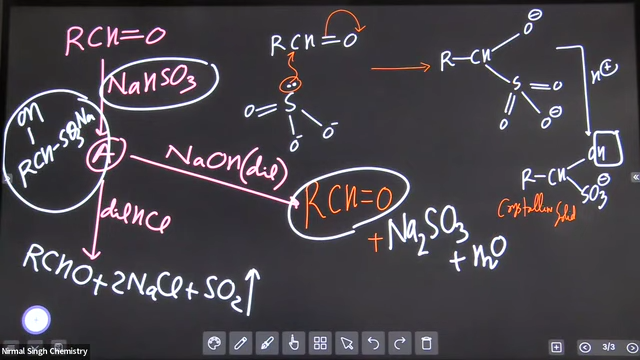 RCH=O
NaHSO3
OH
RCH-SO3Na
A
NaOH(dil)
RCH=O
+ Na2SO3
+ H2O
dil HCl
RCHO + 2NaCl + SO2↑
RCH=O
O=S
O⁻ O⁻
R-CH
O⊖
S=O
O O⊖
H⊕
OH
R-CH
SO3⊖
Crystalline Solid
Nirmal Singh Chemistry
3/3